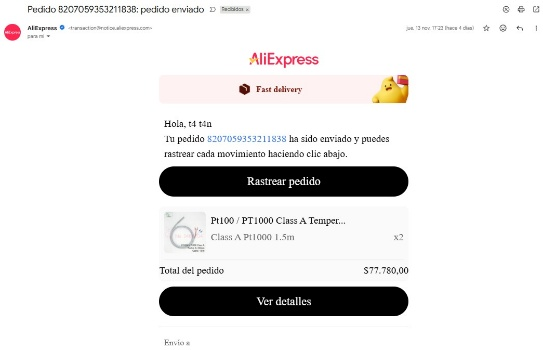 Pedido 8207059353211838: pedido enviado
Recibidos x
AliExpress <transaction@notice.aliexpress.com>
jue, 13 nov, 17:23 (hace 4 días)
para mí
AliExpress
Fast delivery
Hola, t4 t4n
Tu pedido 8207059353211838 ha sido enviado y puedes
rastrear cada movimiento haciendo clic abajo.
Rastrear pedido
Pt100 / PT1000 Class A Temper...
Class A Pt1000 1.5m
x2
Total del pedido
$77.780,00
Ver detalles
Envío a